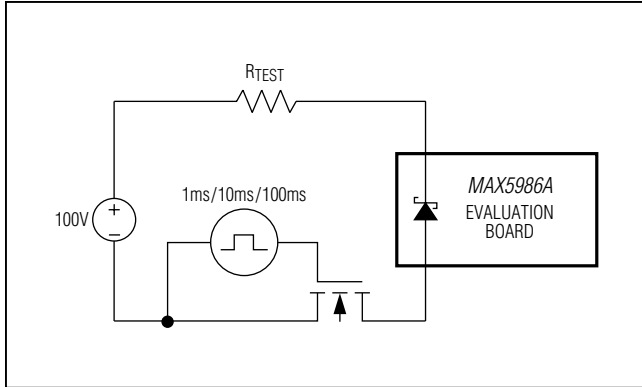 RTEST
1ms/10ms/100ms
100V
+
−
MAX5986A
EVALUATION
BOARD